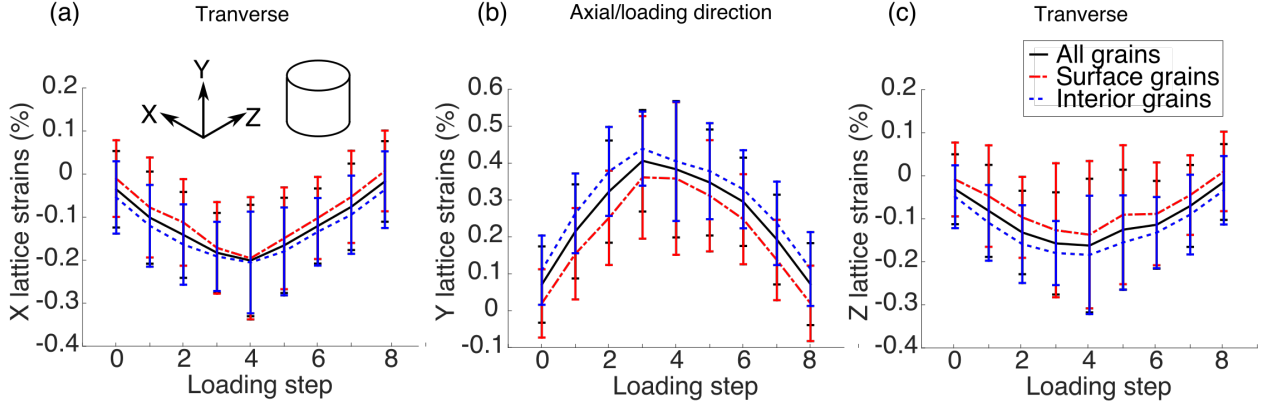 (a) Tranverse
X lattice strains (%)
0.2
0.1
0
-0.1
-0.2
-0.3
-0.4
0 2 4 6 8
Loading step
Y
X Z
(b) Axial/loading direction
Y lattice strains (%)
0.6
0.5
0.4
0.3
0.2
0.1
0
-0.1
0 2 4 6 8
Loading step
(c) Tranverse
All grains
Surface grains
Interior grains
Z lattice strains (%)
0.2
0.1
0
-0.1
-0.2
-0.3
-0.4
0 2 4 6 8
Loading step